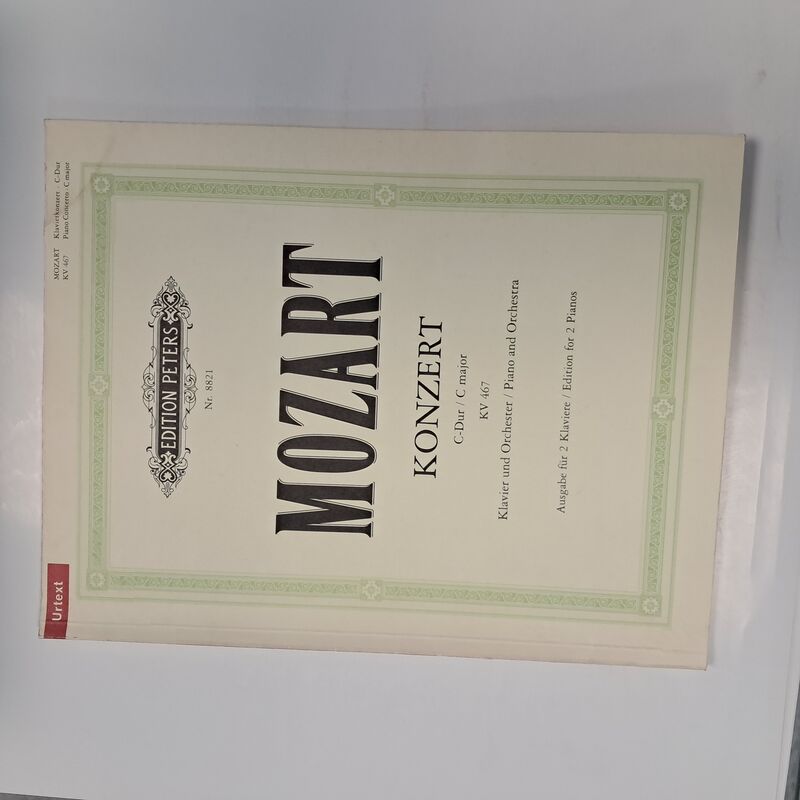 Urtext
MOZART Klavierkonzert · C-Dur
KV 467 Piano Concerto · C major
EDITION PETERS
Nr. 8821
MOZART
KONZERT
C-Dur / C major
KV 467
Klavier und Orchester / Piano and Orchestra
Ausgabe für 2 Klaviere / Edition for 2 Pianos